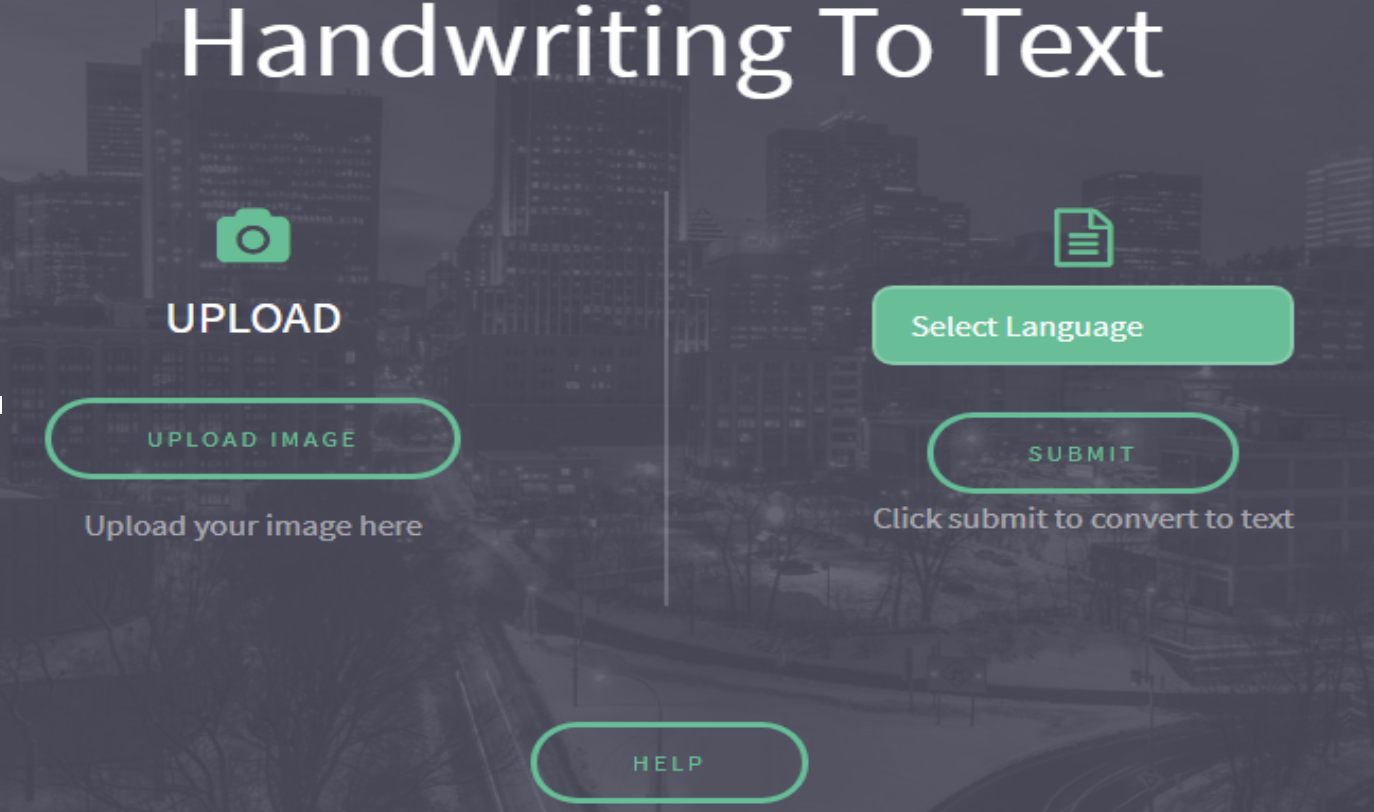 Handwriting To Text
UPLOAD
UPLOAD IMAGE
Upload your image here
Select Language
SUBMIT
Click submit to convert to text
HELP